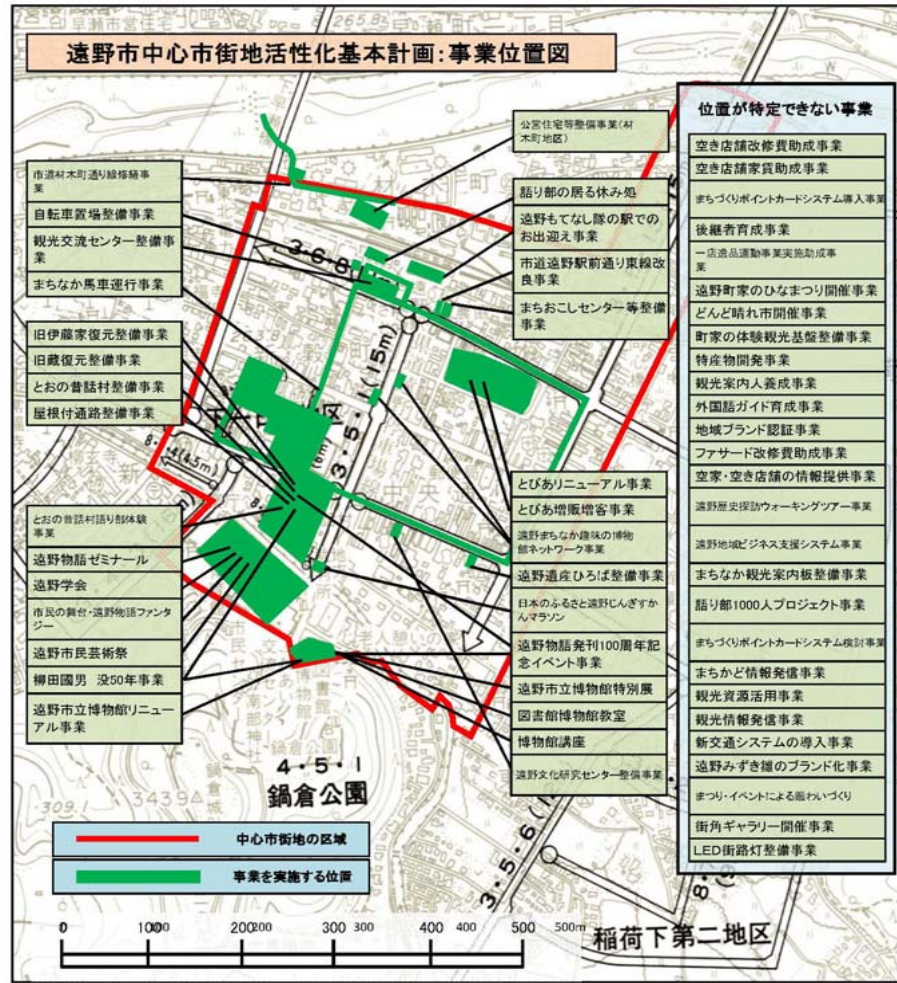 遠野市中心市街地活性化基本計画:事業位置図
公営住宅等整備事業(材
木町地区)
市道材木町通り線修繕事
業
自転車置場整備事業
観光交流センター整備事
業
まちなか馬車運行事業
語り部の居る休み処
遠野もてなし隊の駅での
お出迎え事業
市道遠野駅前通り東線改
良事業
まちおこしセンター等整備
事業
旧伊藤家復元整備事業
旧蔵復元整備事業
とおの昔話村整備事業
屋根付通路整備事業
とおの昔話村語り部体験
事業
遠野物語ゼミナール
遠野学会
市民の舞台・遠野物語ファンタ
ジー
遠野市民芸術祭
柳田國男 没50年事業
遠野市立博物館リニュー
アル事業
とぴあリニューアル事業
とぴあ増販増客事業
遠野まちなか趣味の博物
館ネットワーク事業
遠野遺産ひろば整備事業
日本のふるさと遠野じんぎすか
んマラソン
遠野物語発刊100周年記
念イベント事業
遠野市立博物館特別展
図書館博物館教室
博物館講座
遠野文化研究センター整備事業
位置が特定できない事業
空き店舗改修費助成事業
空き店舗家賃助成事業
まちづくりポイントカードシステム導入事業
後継者育成事業
一店逸品運動事業実施助成事
業
遠野町家のひなまつり開催事業
どんど晴れ市開催事業
町家の体験観光基盤整備事業
特産物開発事業
観光案内人養成事業
外国語ガイド育成事業
地域ブランド認証事業
ファサード改修費助成事業
空家・空き店舗の情報提供事業
遠野歴史探訪ウォーキングツアー事業
遠野地域ビジネス支援システム事業
まちなか観光案内板整備事業
語り部1000人プロジェクト事業
まちづくりポイントカードシステム検討事業
まちかど情報発信事業
観光資源活用事業
観光情報発信事業
新交通システムの導入事業
遠野みずき雛のブランド化事業
まつり・イベントによる賑わいづくり
街角ギャラリー開催事業
LED街路灯整備事業
265.8
3・6・8
3・5・1(15m)
(6m)
中央
4・5・1
鍋倉公園
鍋倉公園
南部神社
309.1
3439
3・5・6
稲荷下第二地区
中心市街地の区域
事業を実施する位置
0 100 200 300 400 500 500m